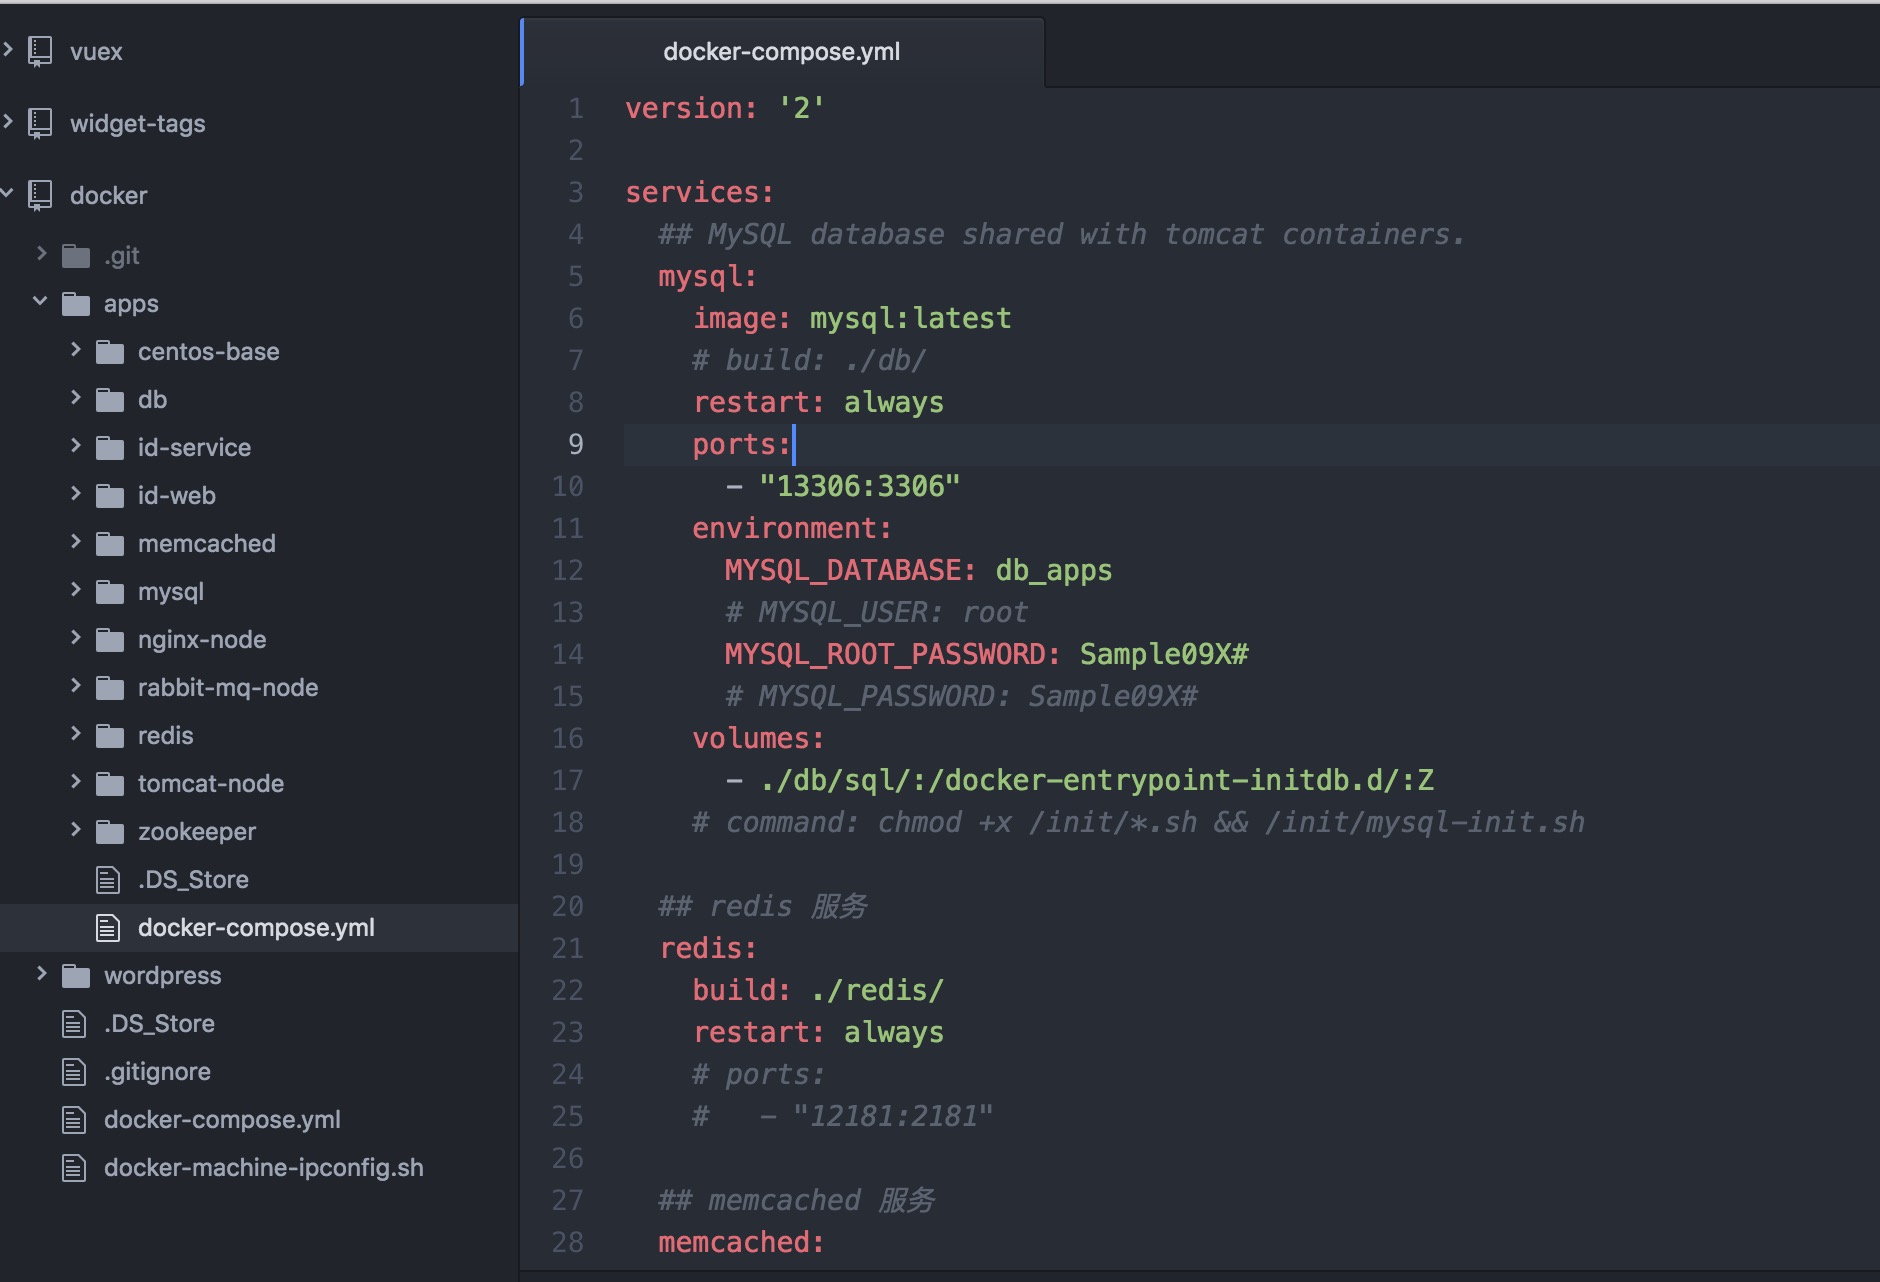 vuex
widget-tags
docker
.git
apps
centos-base
db
id-service
id-web
memcached
mysql
nginx-node
rabbit-mq-node
redis
tomcat-node
zookeeper
.DS_Store
docker-compose.yml
wordpress
.DS_Store
.gitignore
docker-compose.yml
docker-machine-ipconfig.sh
docker-compose.yml
1 version: '2'
2
3 services:
4   ## MySQL database shared with tomcat containers.
5   mysql:
6     image: mysql:latest
7     # build: ./db/
8     restart: always
9     ports:
10       - "13306:3306"
11     environment:
12       MYSQL_DATABASE: db_apps
13       # MYSQL_USER: root
14       MYSQL_ROOT_PASSWORD: Sample09X#
15       # MYSQL_PASSWORD: Sample09X#
16     volumes:
17       - ./db/sql/:/docker-entrypoint-initdb.d/:Z
18     # command: chmod +x /init/*.sh && /init/mysql-init.sh
19
20   ## redis 服务
21   redis:
22     build: ./redis/
23     restart: always
24     # ports:
25     #   - "12181:2181"
26
27   ## memcached 服务
28   memcached: